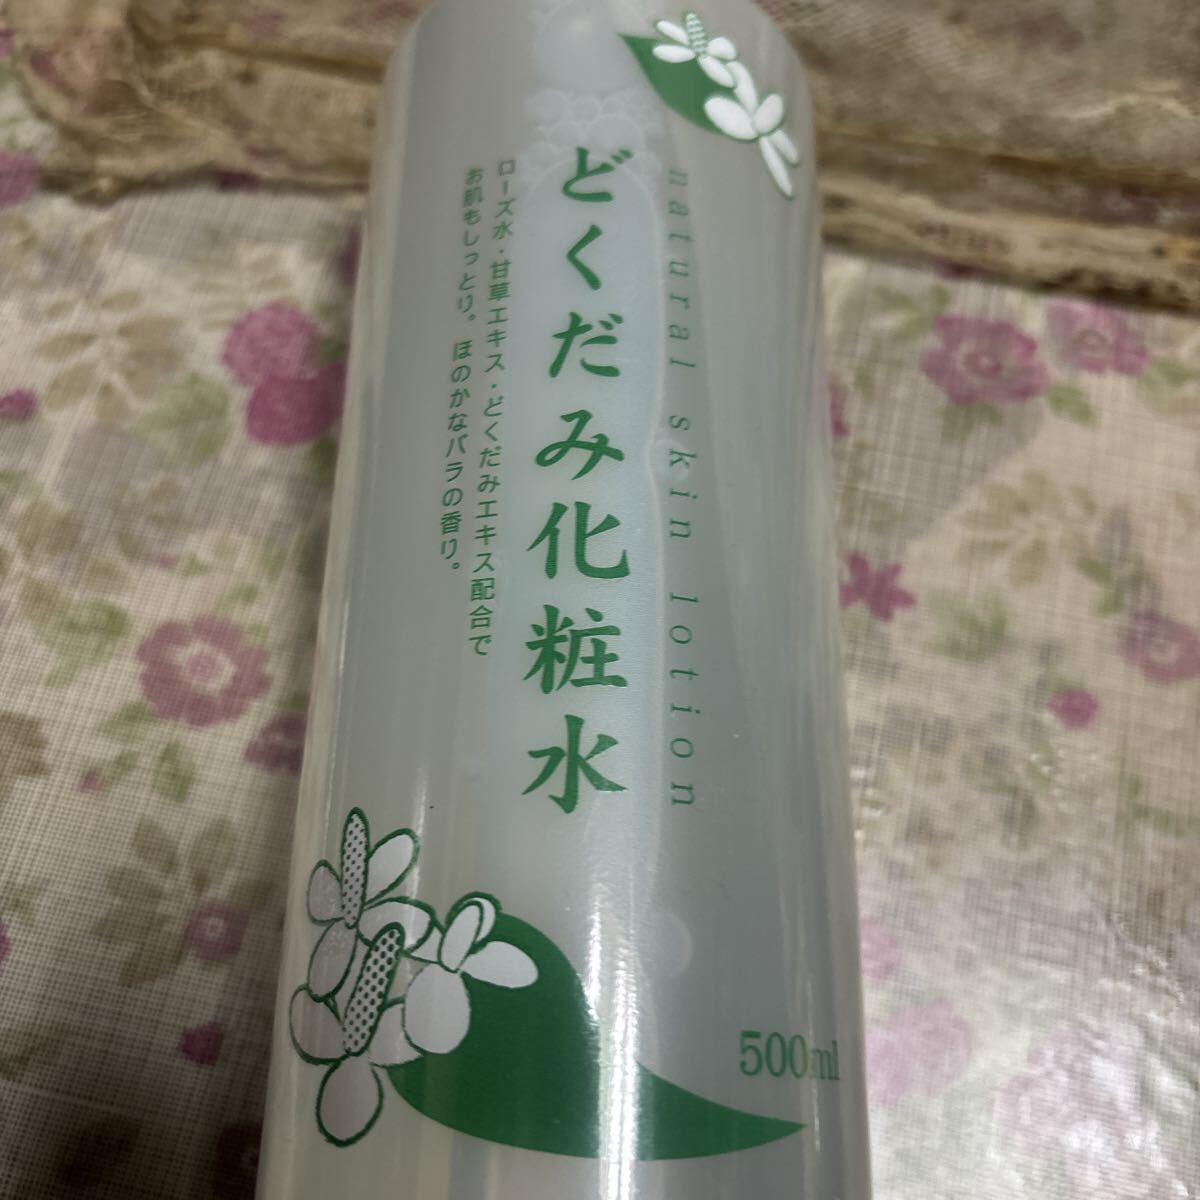 natural skin lotion
どくだみ化粧水
ローズ水・甘草エキス・どくだみエキス配合で
お肌もしっとり。ほのかなバラの香り。
500ml